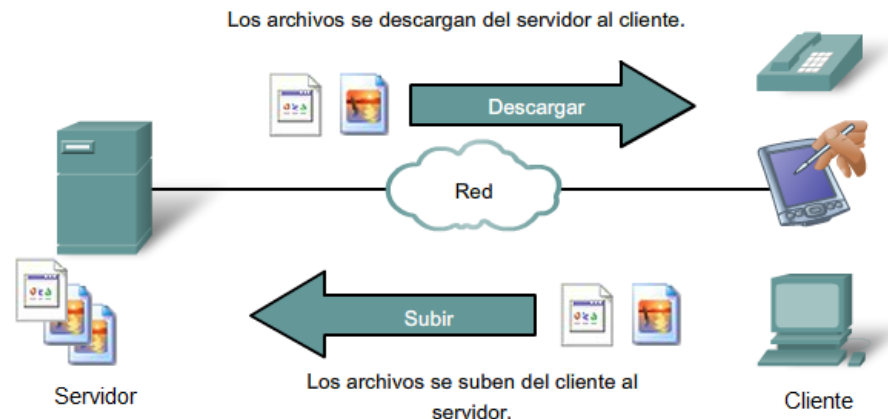 Los archivos se descargan del servidor al cliente.
Descargar
Red
Subir
Servidor
Los archivos se suben del cliente al
servidor.
Cliente